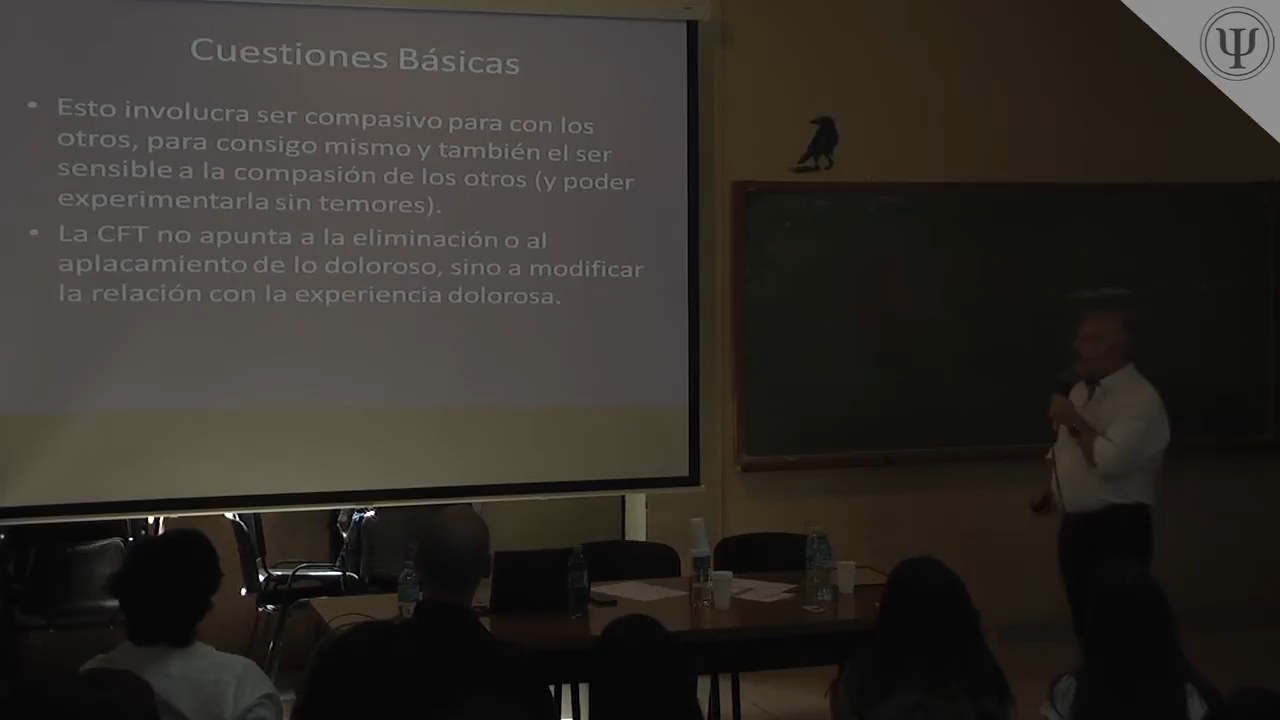 Cuestiones Básicas
• Esto involucra ser compasivo para con los
otros, para consigo mismo y también el ser
sensible a la compasión de los otros (y poder
experimentarla sin temores).
• La CFT no apunta a la eliminación o al
aplacamiento de lo doloroso, sino a modificar
la relación con la experiencia dolorosa.
Ψ